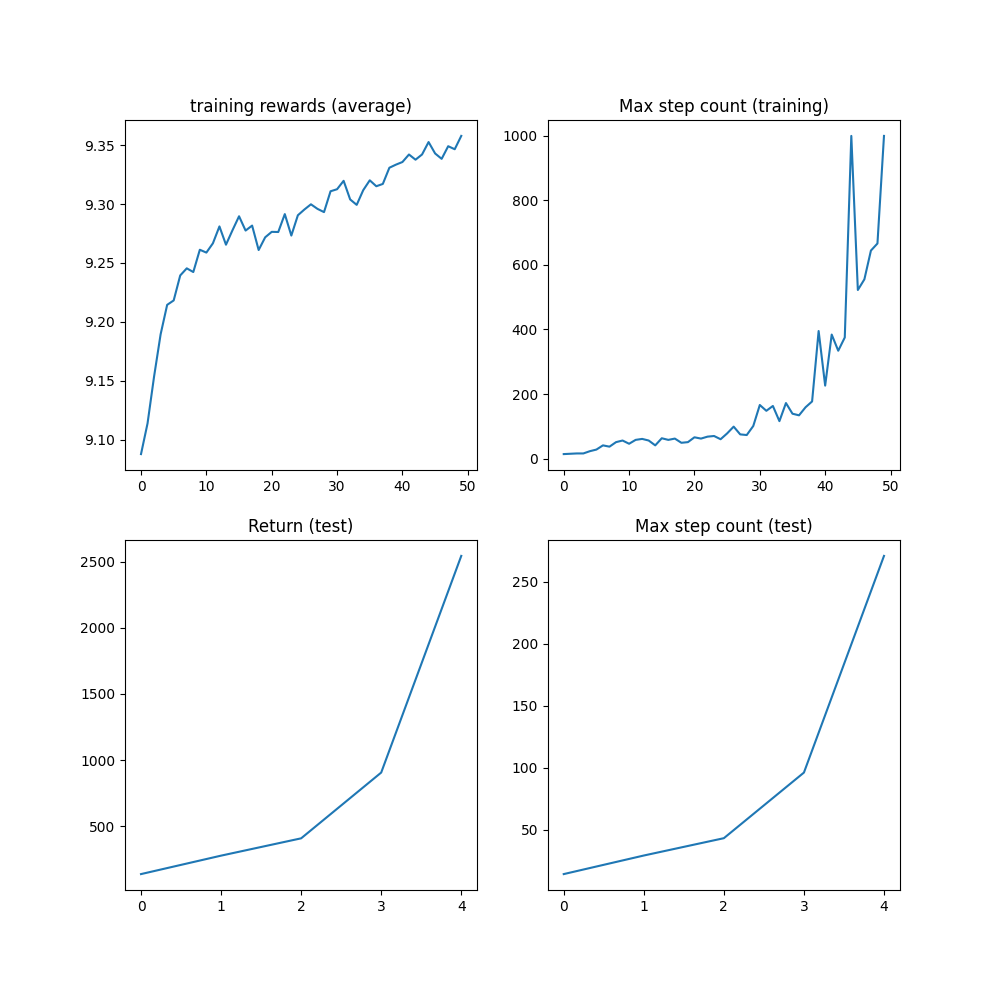 training rewards (average)
9.35
9.30
9.25
9.20
9.15
9.10
0 10 20 30 40 50
Max step count (training)
1000
800
600
400
200
0
0 10 20 30 40 50
Return (test)
2500
2000
1500
1000
500
0 1 2 3 4
Max step count (test)
250
200
150
100
50
0 1 2 3 4